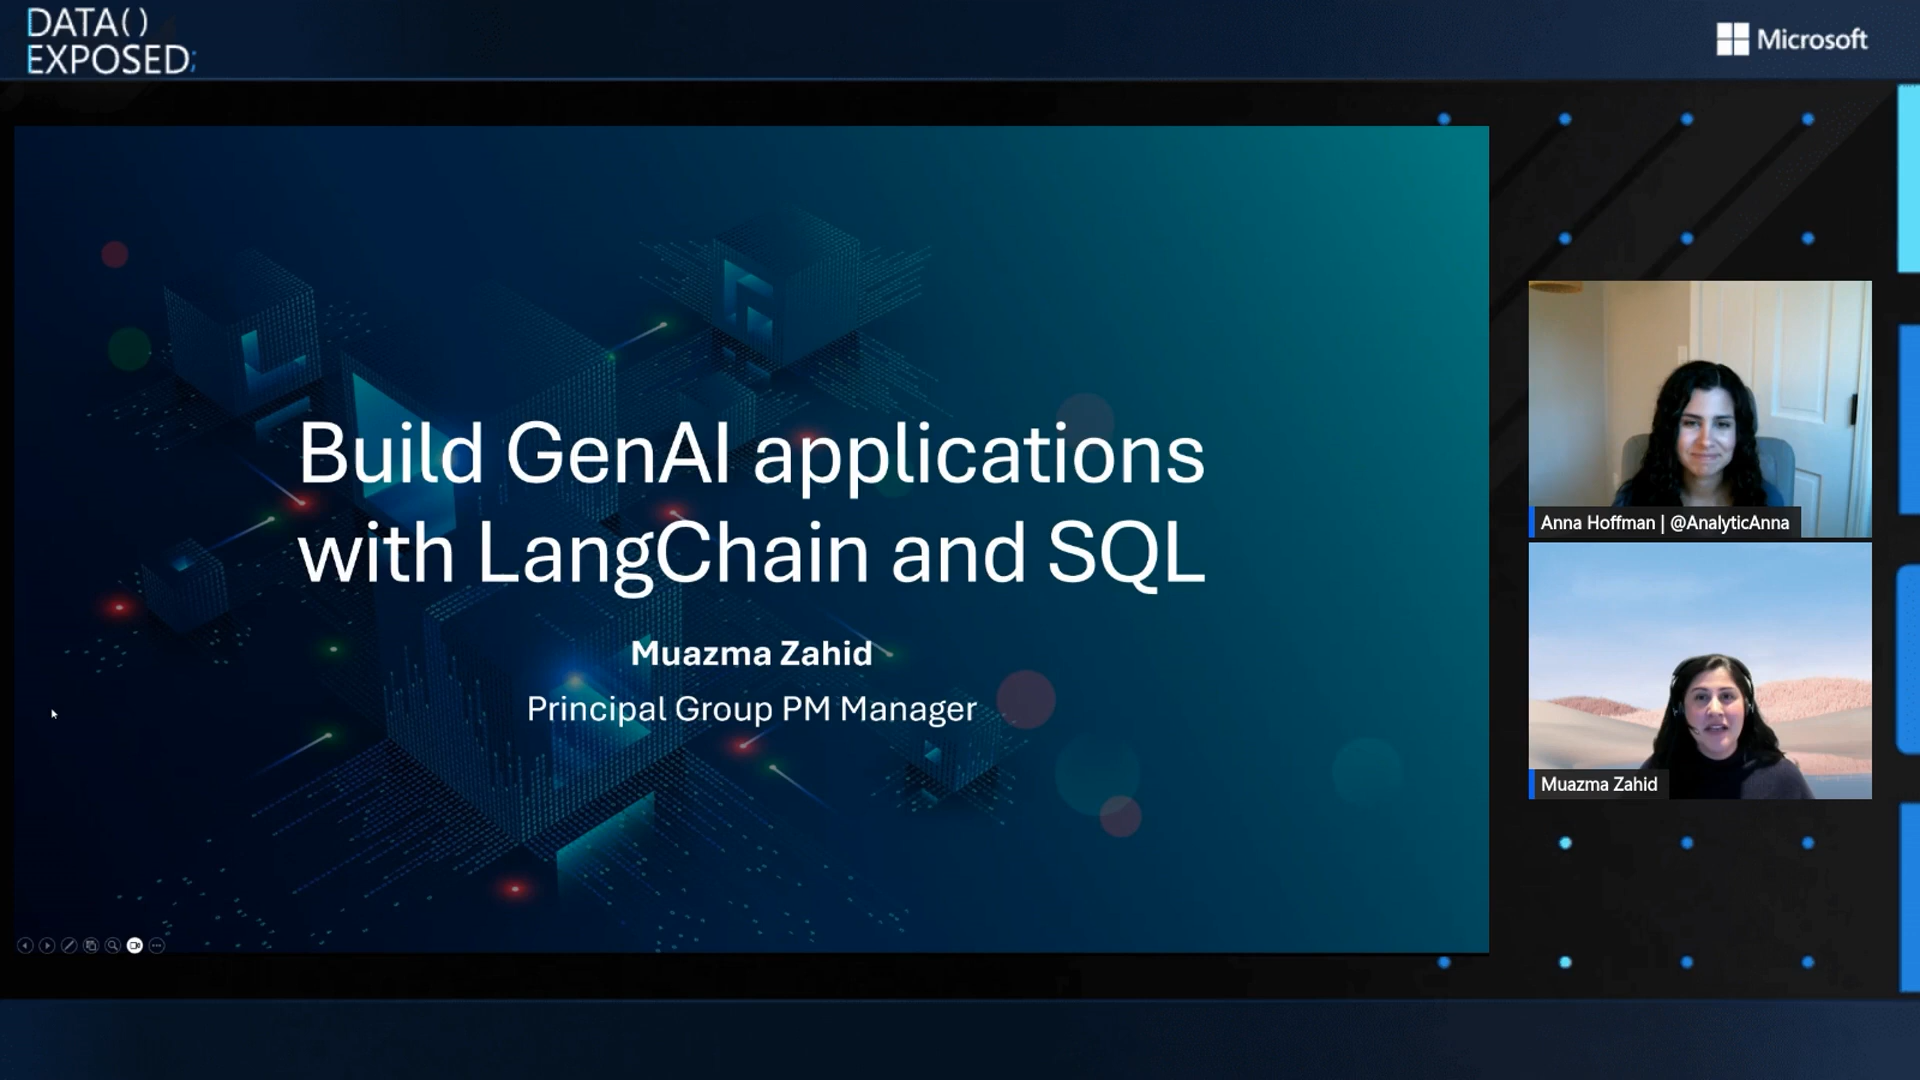 DATA()
EXPOSED;
Microsoft
Build GenAI applications
with LangChain and SQL
Muazma Zahid
Principal Group PM Manager
Anna Hoffman | @AnalyticAnna
Muazma Zahid